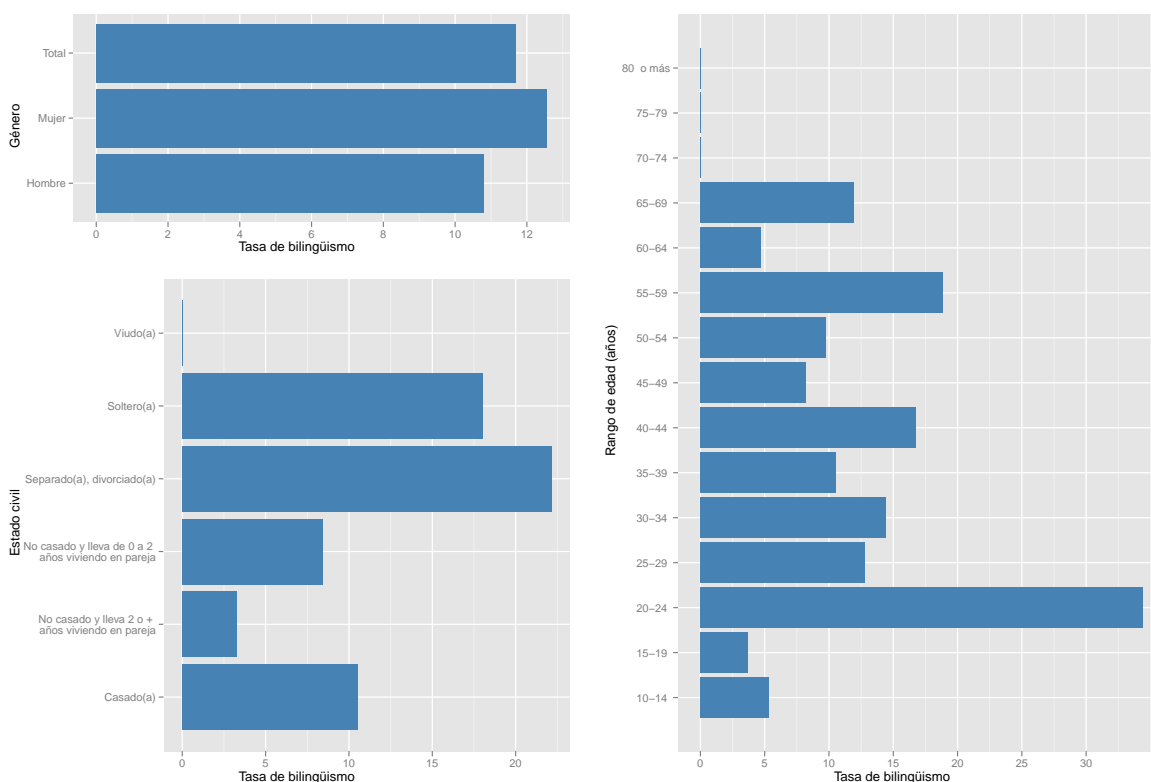 Género
Total
Mujer
Hombre
0 2 4 6 8 10 12
Tasa de bilingüismo
Estado civil
Viudo(a)
Soltero(a)
Separado(a), divorciado(a)
No casado y lleva de 0 a 2
años viviendo en pareja
No casado y lleva 2 o +
años viviendo en pareja
Casado(a)
0 5 10 15 20
Tasa de bilingüismo
Rango de edad (años)
80 o más
75−79
70−74
65−69
60−64
55−59
50−54
45−49
40−44
35−39
30−34
25−29
20−24
15−19
10−14
0 5 10 15 20 25 30
Tasa de bilingüismo